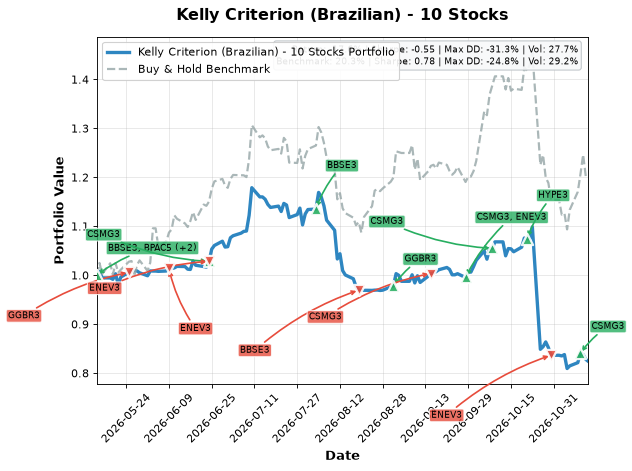 Kelly Criterion (Brazilian) - 10 Stocks
Kelly Criterion (Brazilian) - 10 Stocks Portfolio
Buy & Hold Benchmark
-0.55 | Max DD: -31.3% | Vol: 27.7%
Benchmark: 20.3% | Sharpe: 0.78 | Max DD: -24.8% | Vol: 29.2%
Portfolio Value
1.4
1.3
1.2
1.1
1.0
0.9
0.8
BBSE3
HYPE3
CSMG3
CSMG3, ENEV3
CSMG3
BBSE3, BPAC5 (+2)
GGBR3
ENEV3
GGBR3
CSMG3
ENEV3
CSMG3
BBSE3
ENEV3
2026-05-24
2026-06-09
2026-06-25
2026-07-11
2026-07-27
2026-08-12
2026-08-28
2026-09-13
2026-09-29
2026-10-15
2026-10-31
Date